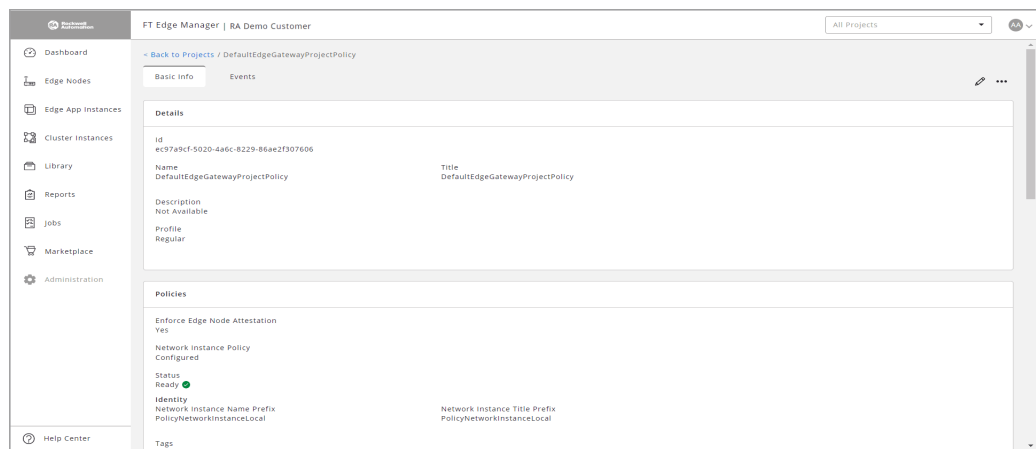 RA Rockwell Automation
FT Edge Manager | RA Demo Customer
All Projects
AA
Dashboard
Edge Nodes
Edge App Instances
Cluster Instances
Library
Reports
Jobs
Marketplace
Administration
Help Center
< Back to Projects / DefaultEdgeGatewayProjectPolicy
Basic Info Events
Details
Id
ec97a9cf-5020-4a6c-8229-86ae2f307606
Name Title
DefaultEdgeGatewayProjectPolicy DefaultEdgeGatewayProjectPolicy
Description
Not Available
Profile
Regular
Policies
Enforce Edge Node Attestation
Yes
Network Instance Policy
Configured
Status
Ready
Identity
Network Instance Name Prefix Network Instance Title Prefix
PolicyNetworkInstanceLocal PolicyNetworkInstanceLocal
Tags